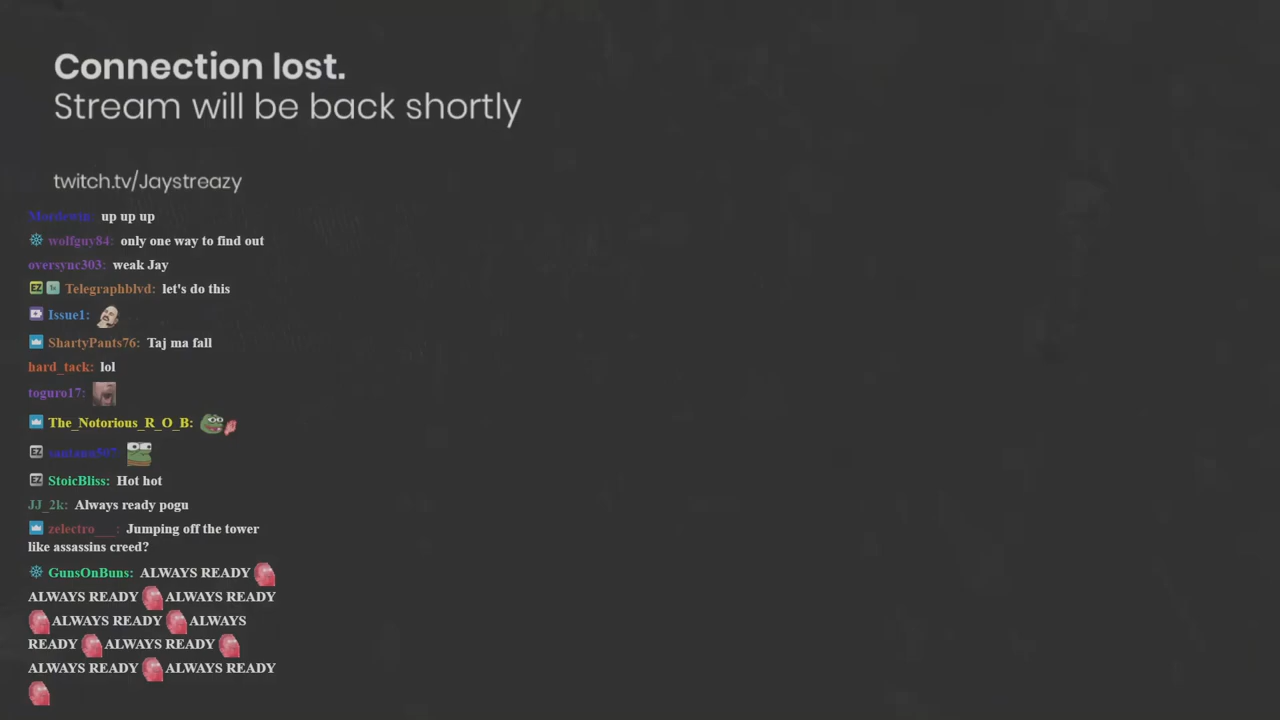 Connection lost.
Stream will be back shortly
twitch.tv/Jaystreazy
up up up
wolfguy84: only one way to find out
oversync303: weak Jay
Telegraphblvd: let's do this
Issue1:
ShartyPants76: Taj ma fall
hard_tack: lol
toguro17:
The_Notorious_R_O_B:
StoicBliss: Hot hot
JJ_2k: Always ready pogu
zelectro___: Jumping off the tower
like assassins creed?
GunsOnBuns: ALWAYS READY
ALWAYS READY ALWAYS READY
ALWAYS READY ALWAYS
READY ALWAYS READY
ALWAYS READY ALWAYS READY